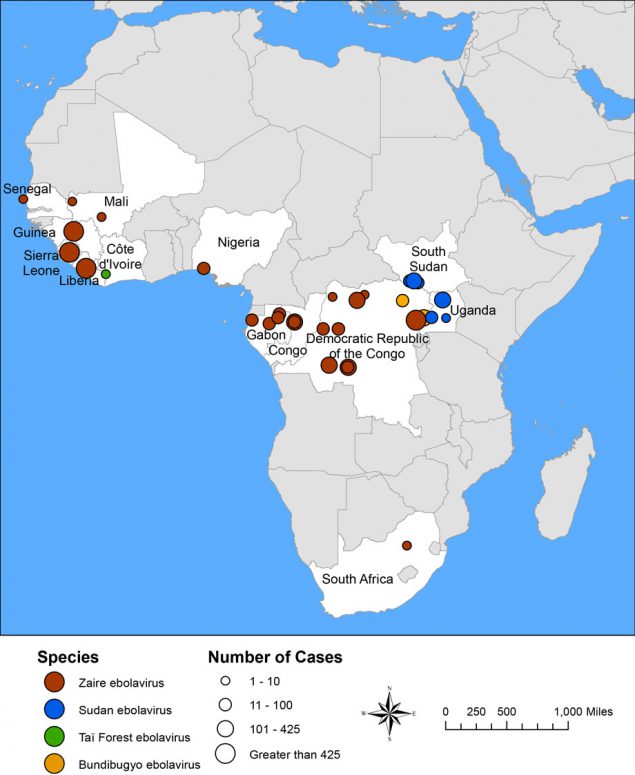 Senegal
Mali
Guinea
Sierra
Leone
Côte
d'Ivoire
Liberia
Nigeria
South
Sudan
Uganda
Gabon
Congo
Democratic Republic
of the Congo
South Africa
Species
Zaire ebolavirus
Sudan ebolavirus
Taï Forest ebolavirus
Bundibugyo ebolavirus
Number of Cases
1 - 10
11 - 100
101 - 425
Greater than 425
N
W E
S
0 250 500 1,000 Miles